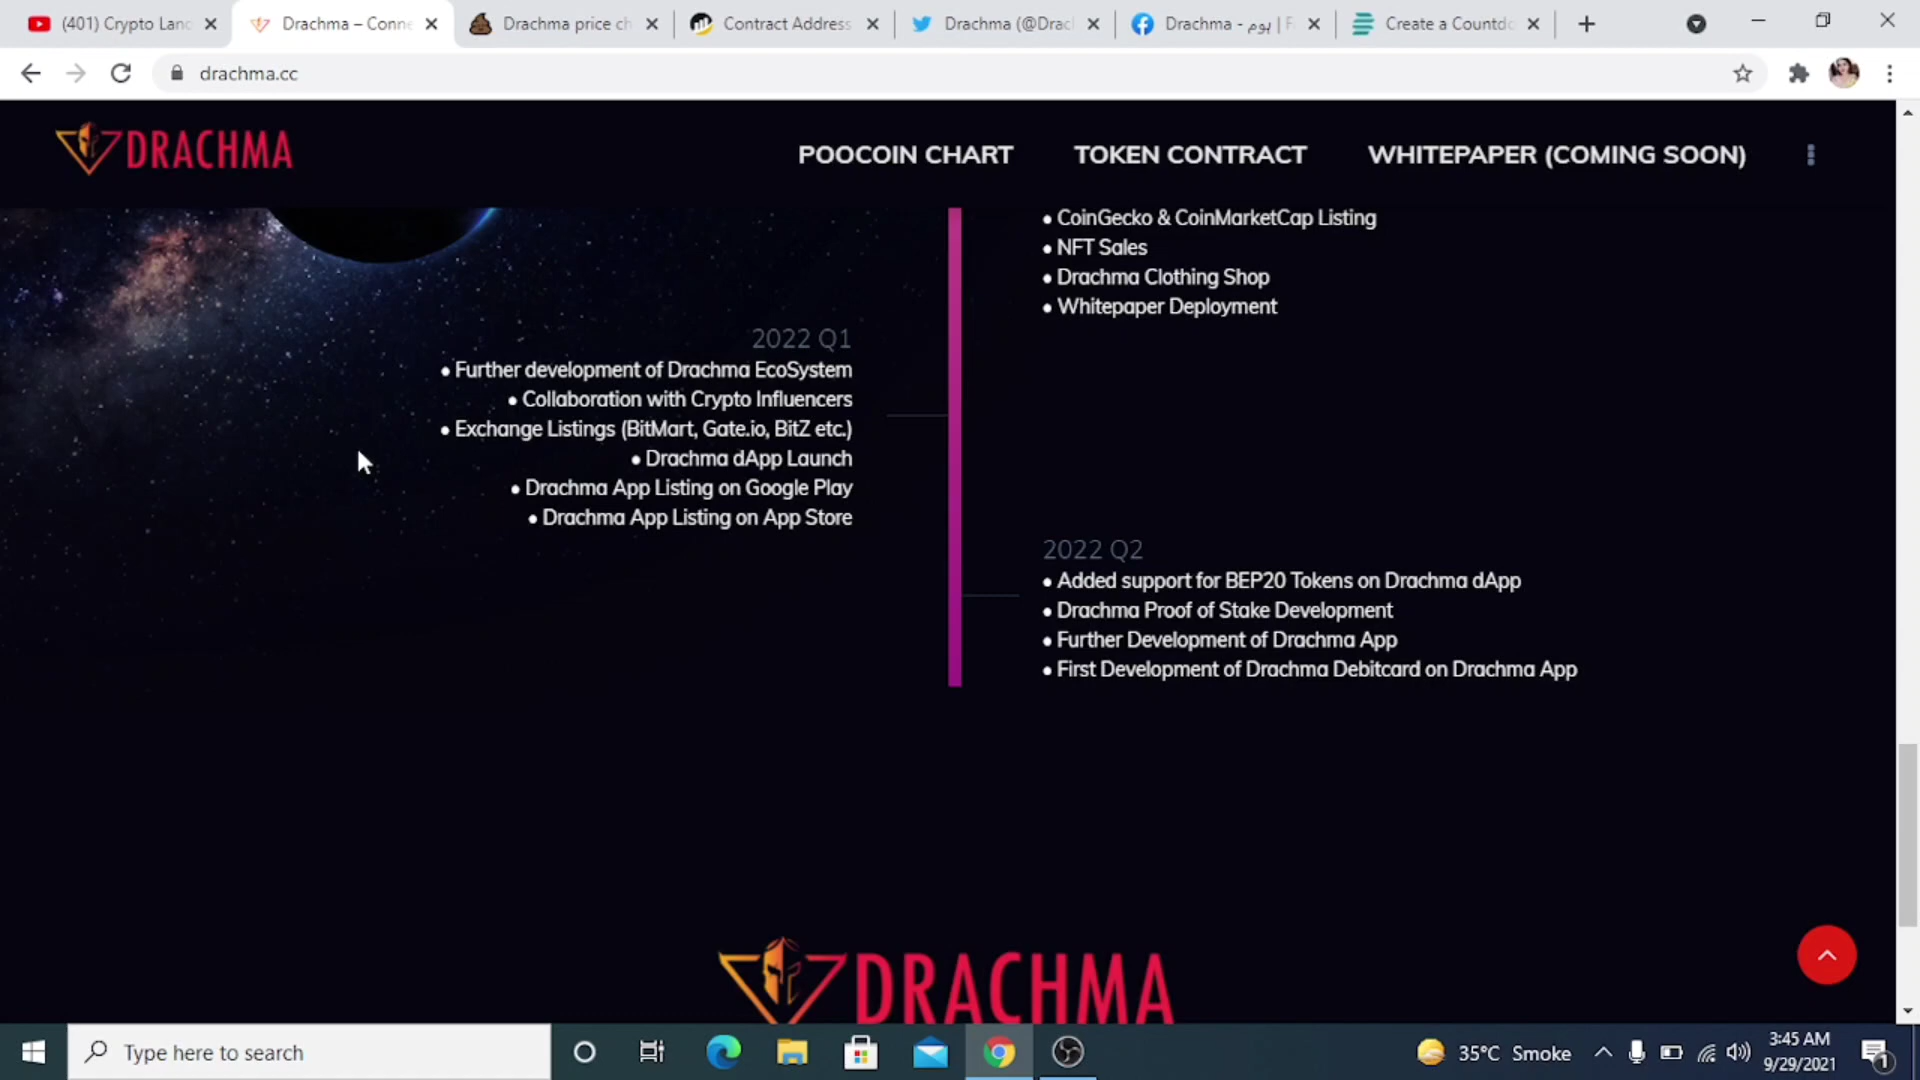 (401) Crypto Lanc
Drachma – Conne
Drachma price ch
Contract Address
Drachma (@Drac
Drachma - يوم | F
Create a Countdo
drachma.cc
DRACHMA
POOCOIN CHART
TOKEN CONTRACT
WHITEPAPER (COMING SOON)
• CoinGecko & CoinMarketCap Listing
• NFT Sales
• Drachma Clothing Shop
• Whitepaper Deployment
2022 Q1
• Further development of Drachma EcoSystem
• Collaboration with Crypto Influencers
• Exchange Listings (BitMart, Gate.io, BitZ etc.)
• Drachma dApp Launch
• Drachma App Listing on Google Play
• Drachma App Listing on App Store
2022 Q2
• Added support for BEP20 Tokens on Drachma dApp
• Drachma Proof of Stake Development
• Further Development of Drachma App
• First Development of Drachma Debitcard on Drachma App
DRACHMA
Type here to search
35°C Smoke
3:45 AM
9/29/2021
1